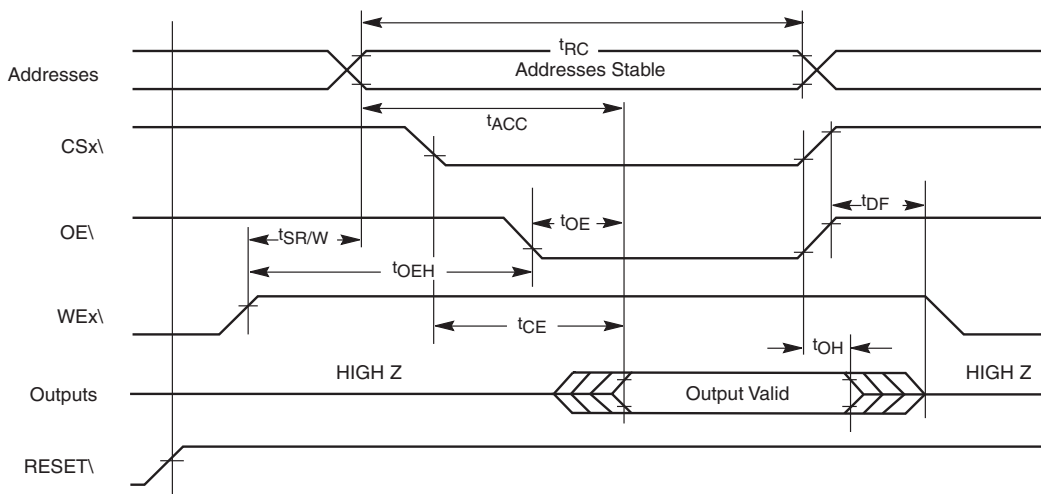 tRC
Addresses
Addresses Stable
tACC
CSx\
tDF
OE\
tOE
tSR/W
tOEH
WEx\
tCE
tOH
HIGH Z
HIGH Z
Outputs
Output Valid
RESET\